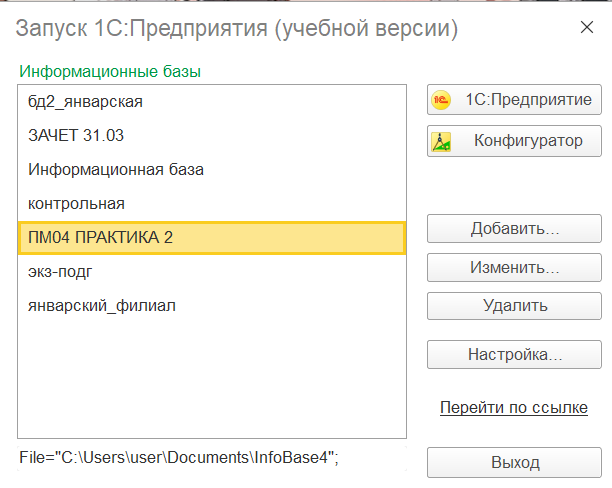 Запуск 1С:Предприятия (учебной версии)
Информационные базы
бд2_январская
ЗАЧЕТ 31.03
Информационная база
контрольная
ПМ04 ПРАКТИКА 2
экз-подг
январский_филиал
1С:Предприятие
Конфигуратор
Добавить...
Изменить...
Удалить
Настройка...
Перейти по ссылке
File="C:\Users\user\Documents\InfoBase4";
Выход